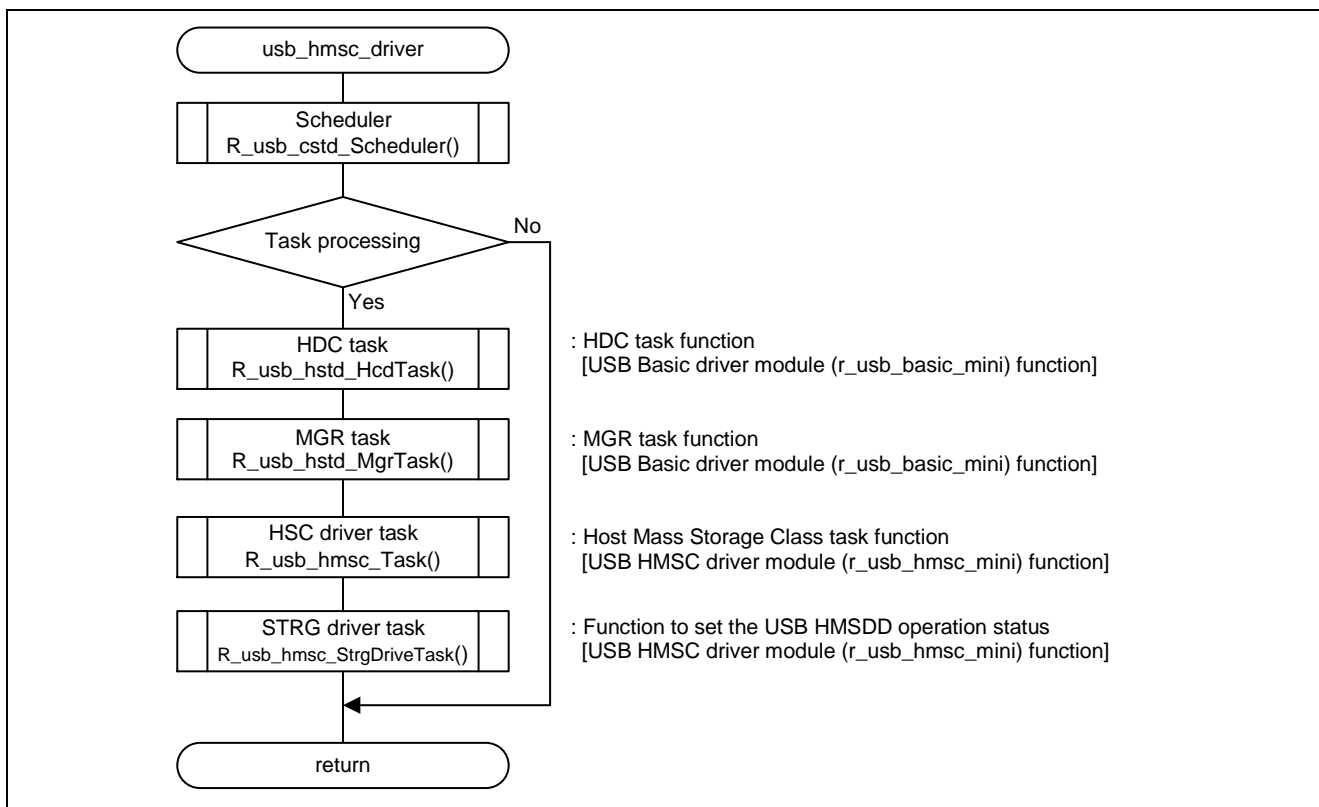 usb_hmsc_driver
Scheduler
R_usb_cstd_Scheduler()
Task processing
No
Yes
HDC task
R_usb_hstd_HcdTask()
: HDC task function
[USB Basic driver module (r_usb_basic_mini) function]
MGR task
R_usb_hstd_MgrTask()
: MGR task function
[USB Basic driver module (r_usb_basic_mini) function]
HSC driver task
R_usb_hmsc_Task()
: Host Mass Storage Class task function
[USB HMSC driver module (r_usb_hmsc_mini) function]
STRG driver task
R_usb_hmsc_StrgDriveTask()
: Function to set the USB HMSDD operation status
[USB HMSC driver module (r_usb_hmsc_mini) function]
return